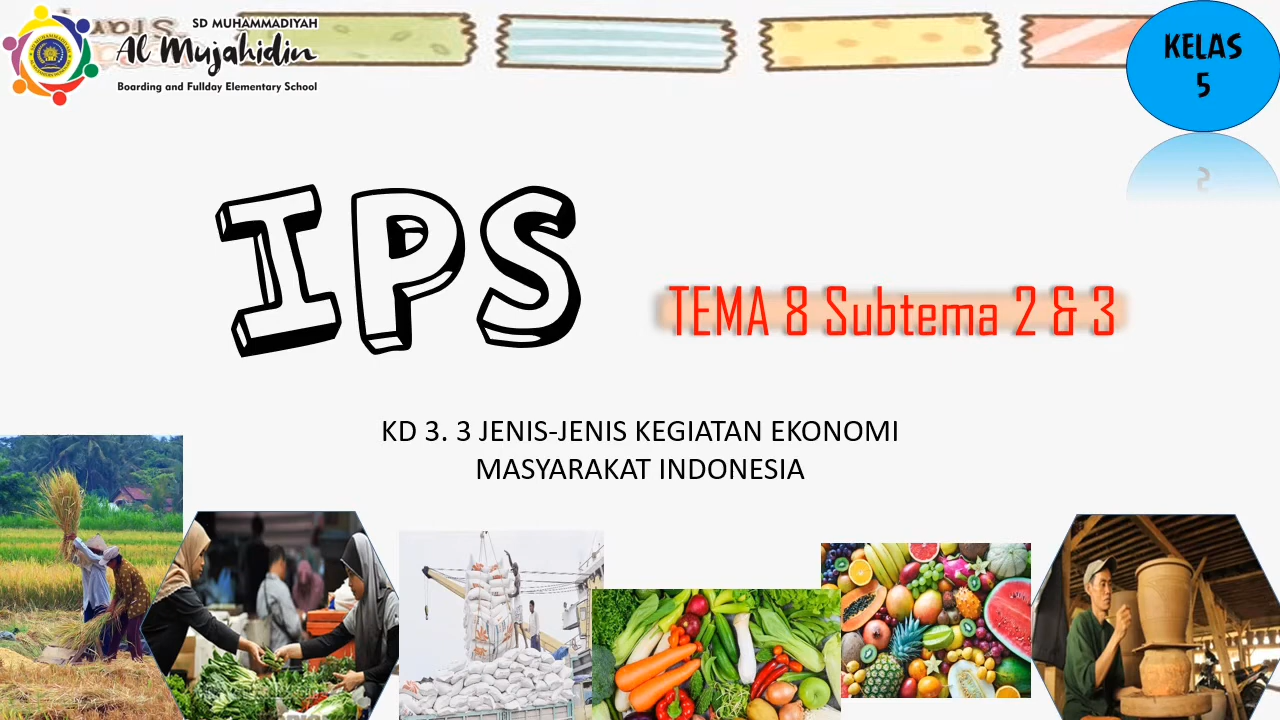 SD MUHAMMADIYAH
Al Mujahidin
Boarding and Fullday Elementary School
KELAS
5
IPS
TEMA 8 Subtema 2 & 3
KD 3. 3 JENIS-JENIS KEGIATAN EKONOMI
MASYARAKAT INDONESIA